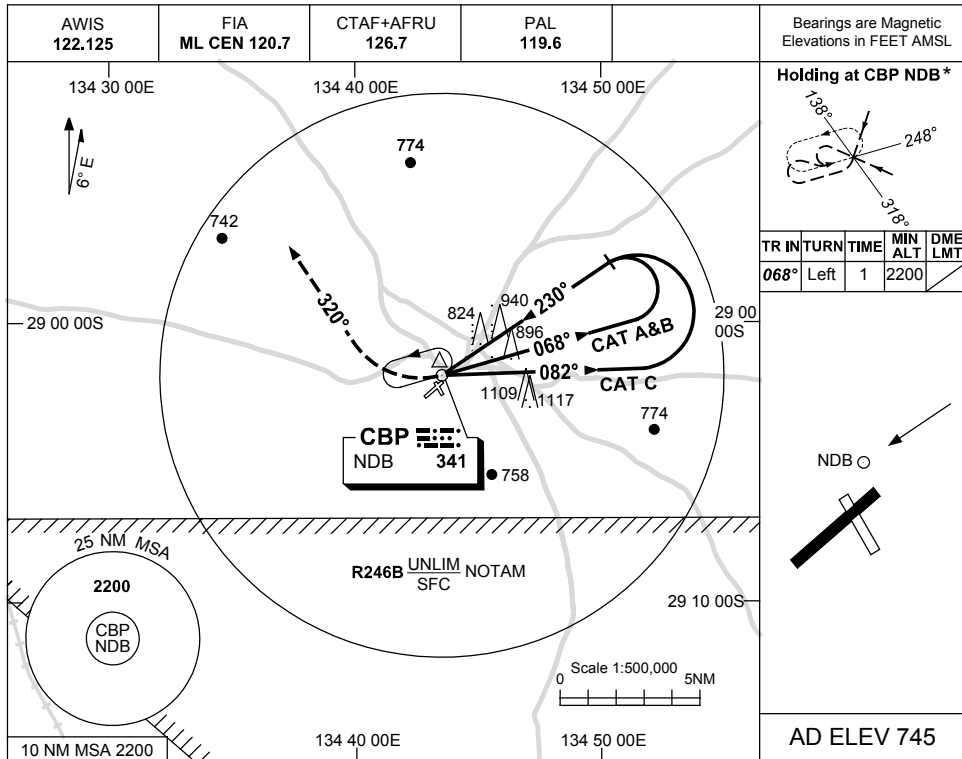 AWIS
122.125
FIA
ML CEN 120.7
CTAF+AFRU
126.7
PAL
119.6
Bearings are Magnetic
Elevations in FEET AMSL
134 30 00E
134 40 00E
134 50 00E
Holding at CBP NDB*
138°
248°
318°
TR IN TURN TIME MIN ALT DME LMT
068° Left 1 2200
6° E
774
742
320°
824
940
896
230°
068°
CAT A&B
082°
CAT C
29 00 00S
29 00
00S
1109
1117
774
CBP
NDB 341
758
NDB
25 NM MSA
2200
CBP
NDB
R246B UNLIM
SFC
NOTAM
29 10 00S
Scale 1:500,000
0 5NM
10 NM MSA 2200
134 40 00E
134 50 00E
AD ELEV 745